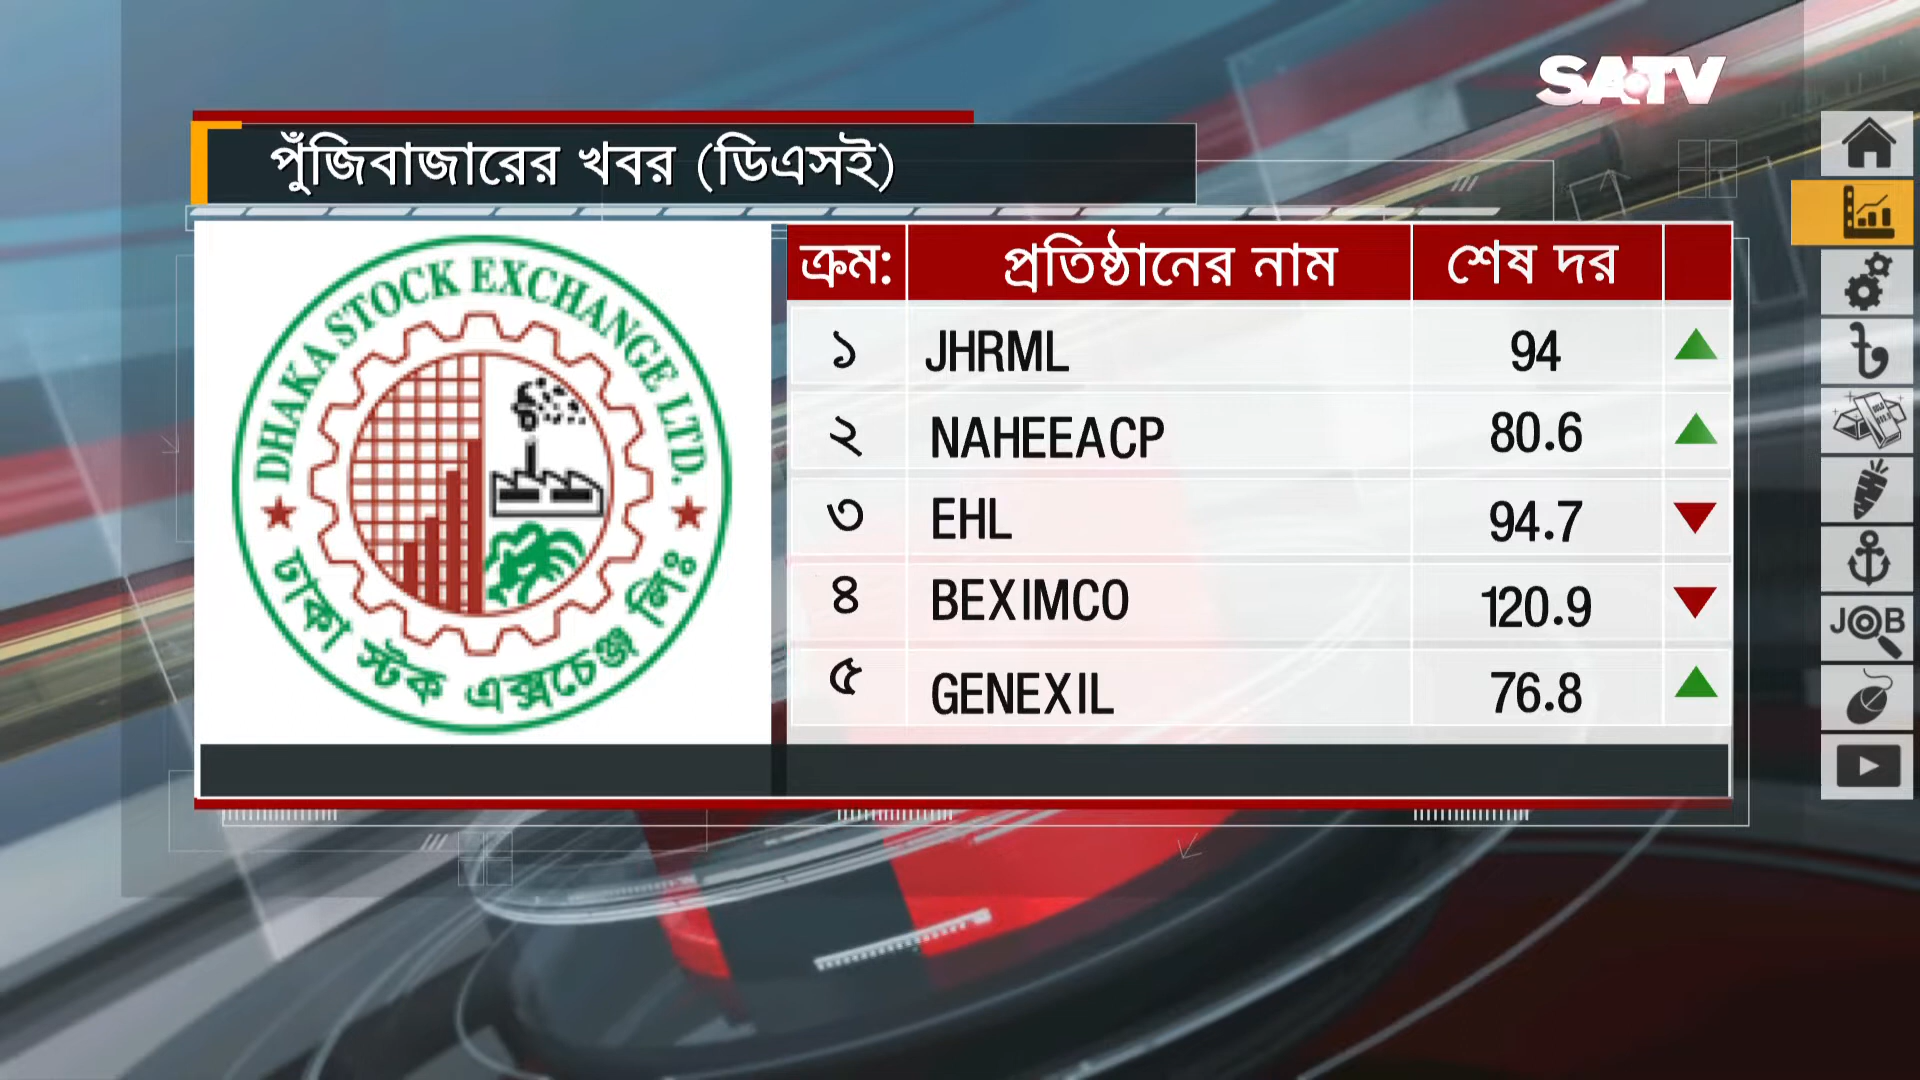 SATV
পুঁজিবাজারের খবর (ডিএসই)
DHAKA STOCK EXCHANGE LTD.
ঢাকা স্টক এক্সচেঞ্জ লিঃ
ক্রম: প্রতিষ্ঠানের নাম শেষ দর
১ JHRML 94
২ NAHEEACP 80.6
৩ EHL 94.7
৪ BEXIMCO 120.9
৫ GENEXIL 76.8
৳
JOB